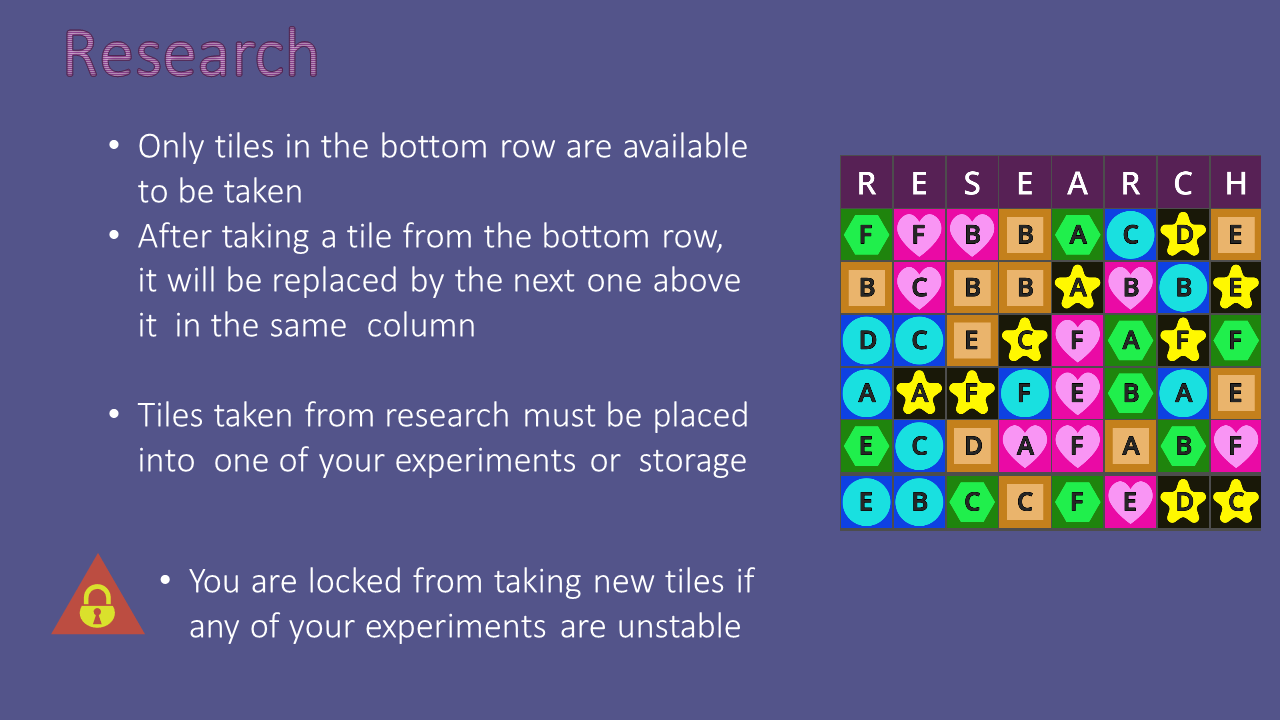 Research
• Only tiles in the bottom row are available
to be taken
• After taking a tile from the bottom row,
it will be replaced by the next one above
it in the same column
• Tiles taken from research must be placed
into one of your experiments or storage
• You are locked from taking new tiles if
any of your experiments are unstable
R E S E A R C H
F F B B A C D E
B C B B A B B E
D C E C F A F F
A A F F E B A E
E C D A F A B F
E B C C F E D C